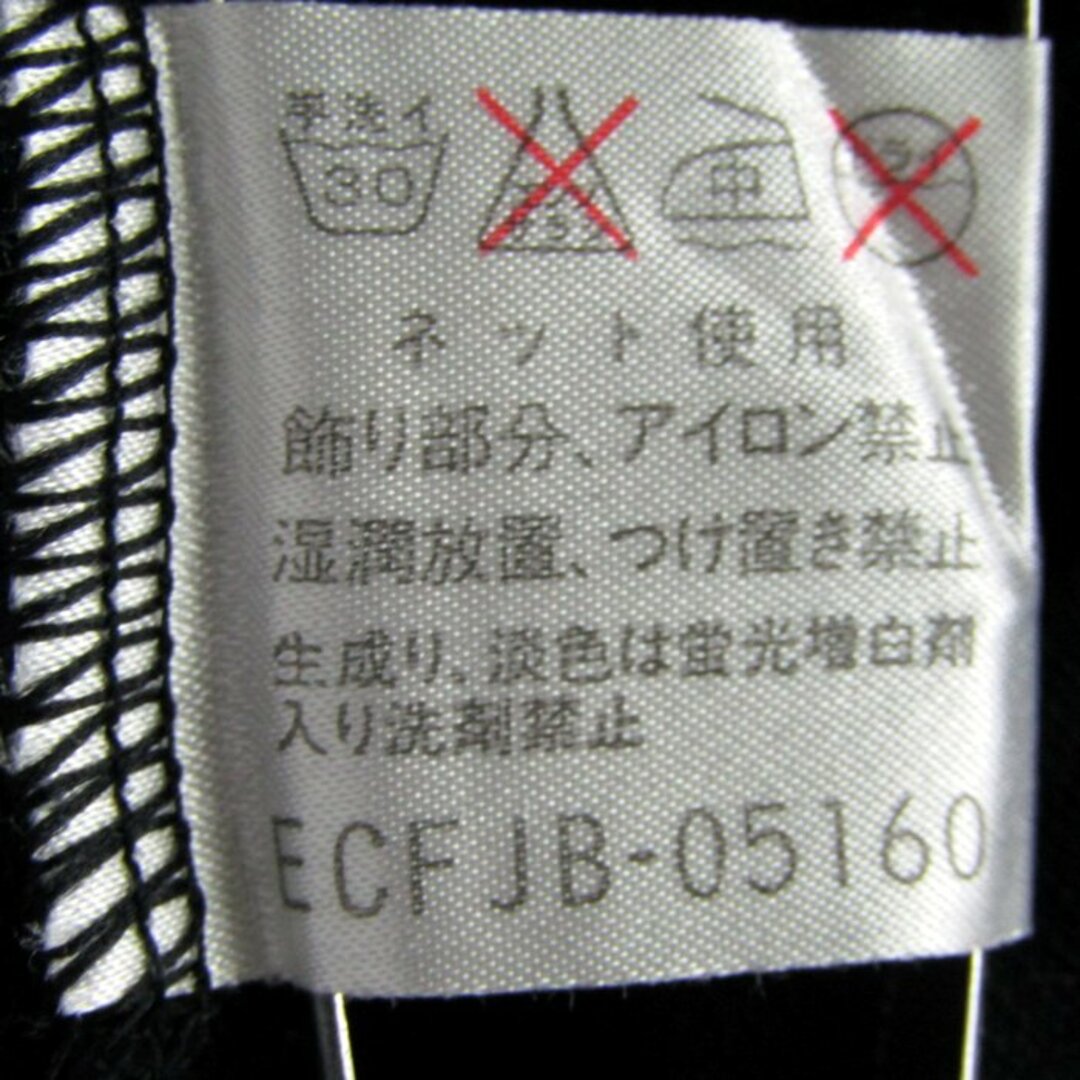 手洗イ
30
中
ネット使用
飾り部分、アイロン禁止
湿潤放置、つけ置き禁止
生成り、淡色は蛍光増白剤
入り洗剤禁止
ECFJB-05160